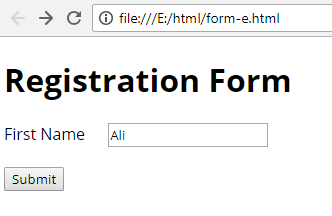 file:///E:/html/form-e.html
Registration Form
First Name Ali
Submit